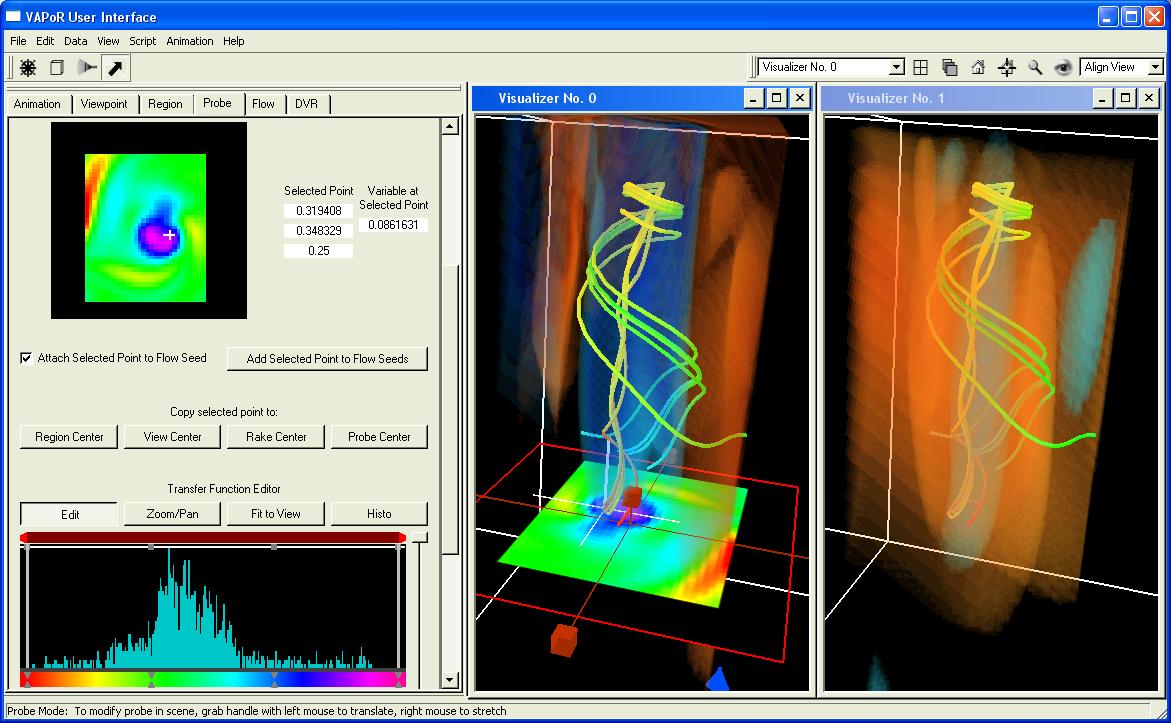 VAPoR User Interface
File Edit Data View Script Animation Help
Visualizer No. 0
Align View
Animation Viewpoint Region Probe Flow DVR
Visualizer No. 0
Visualizer No. 1
Selected Point
Variable at
Selected Point
0.319408
0.348329
0.25
0.0861631
Attach Selected Point to Flow Seed
Add Selected Point to Flow Seeds
Copy selected point to:
Region Center View Center Rake Center Probe Center
Transfer Function Editor
Edit Zoom/Pan Fit to View Histo
Probe Mode: To modify probe in scene, grab handle with left mouse to translate, right mouse to stretch